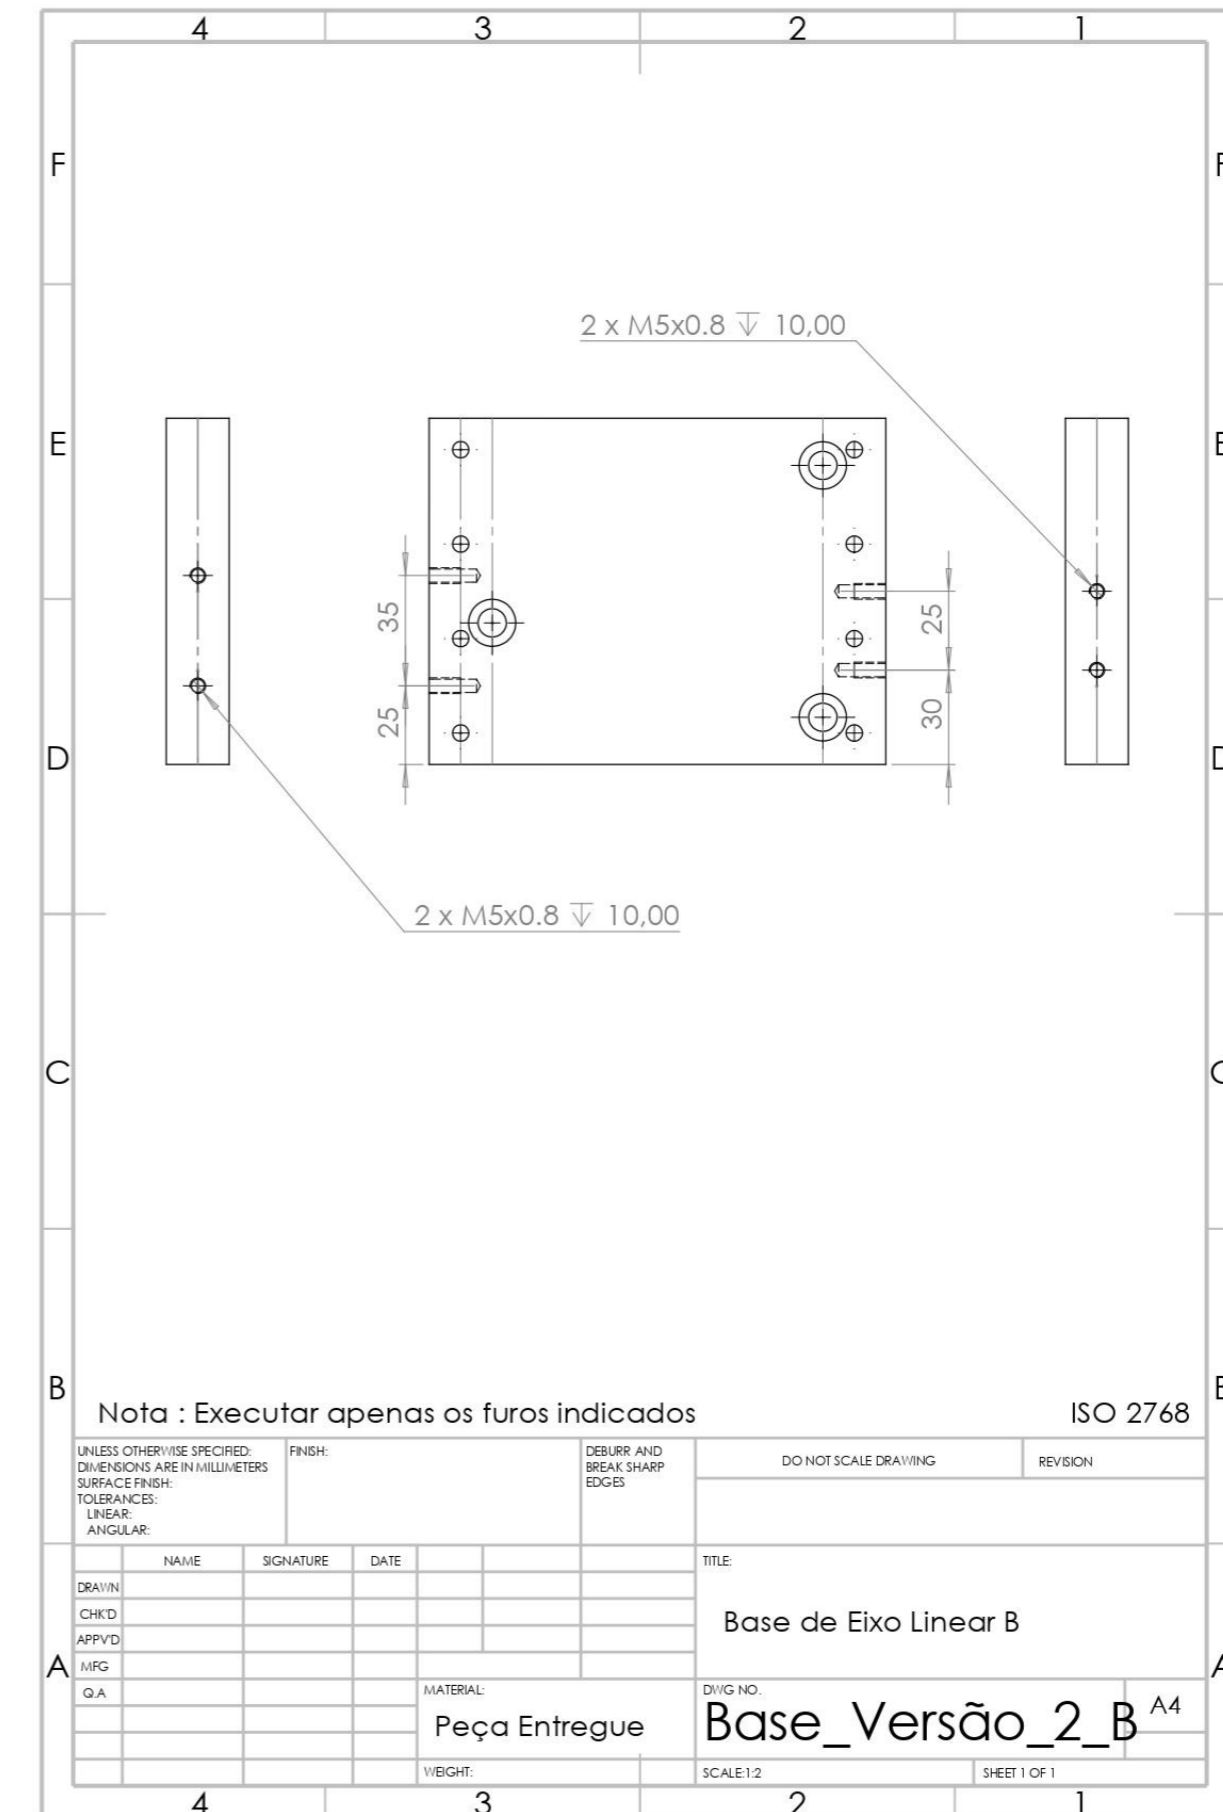 4 3 2 1
F F
2 x M5x0.8 ↧ 10,00
E E
35
25
25
30
D D
2 x M5x0.8 ↧ 10,00
C C
B B
Nota : Executar apenas os furos indicados
ISO 2768
UNLESS OTHERWISE SPECIFIED:
DIMENSIONS ARE IN MILLIMETERS
SURFACE FINISH:
TOLERANCES:
LINEAR:
ANGULAR:
FINISH:
DEBURR AND
BREAK SHARP
EDGES
DO NOT SCALE DRAWING
REVISION
NAME SIGNATURE DATE
DRAWN
CHK'D
APPV'D
MFG
Q.A
TITLE:
Base de Eixo Linear B
A A
MATERIAL:
Peça Entregue
DWG NO.
Base_Versão_2_B
A4
WEIGHT:
SCALE:1:2
SHEET 1 OF 1
4 3 2 1